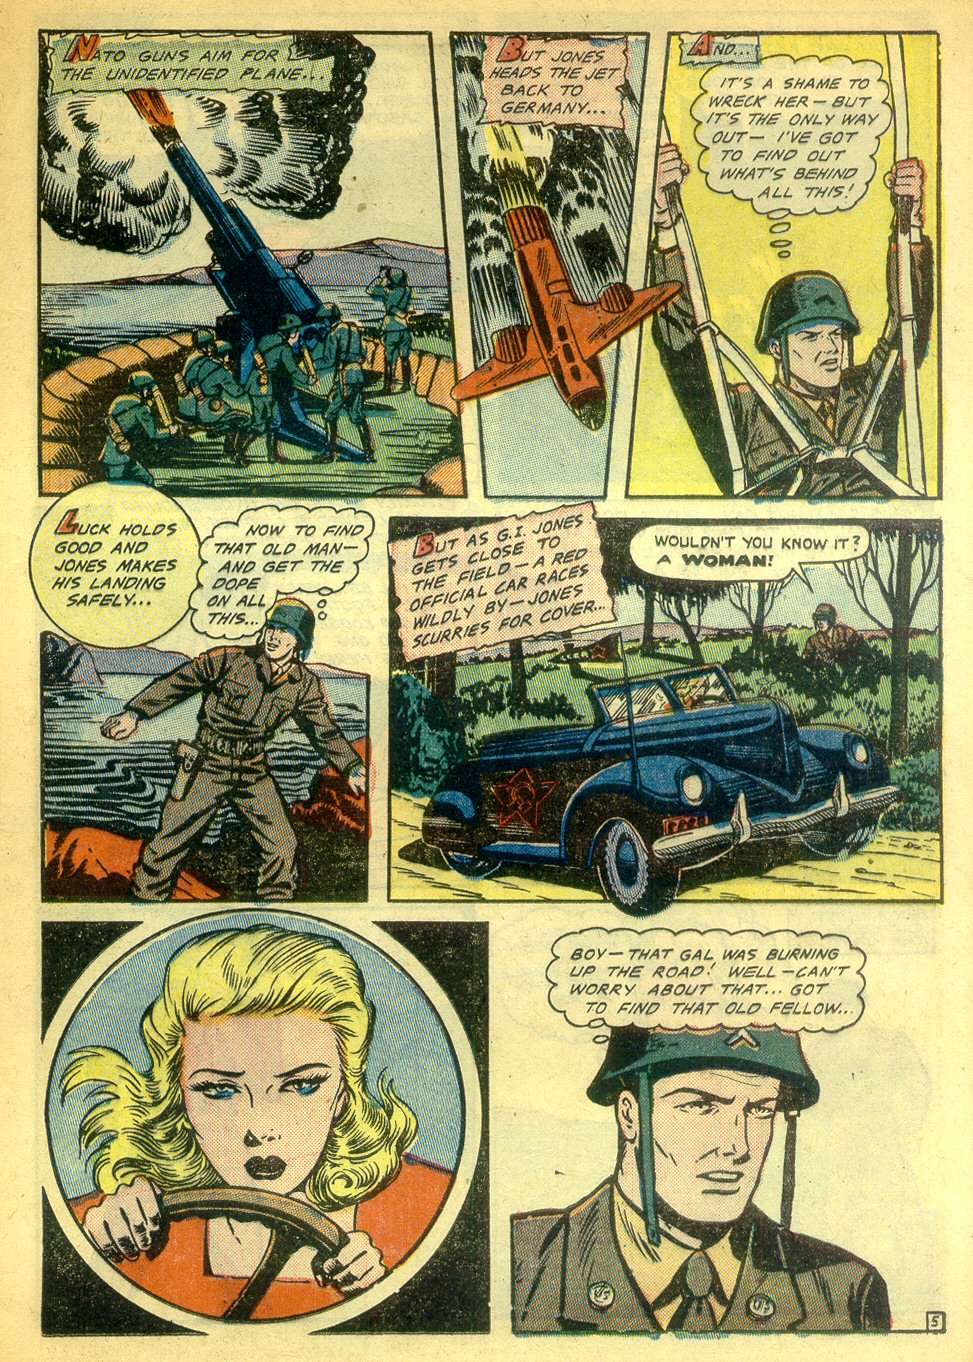 NATO GUNS AIM FOR
THE UNIDENTIFIED PLANE...
BUT JONES
HEADS THE JET
BACK TO
GERMANY...
AND...
IT'S A SHAME TO
WRECK HER — BUT
IT'S THE ONLY WAY
OUT — I'VE GOT
TO FIND OUT
WHAT'S BEHIND
ALL THIS!
LUCK HOLDS
GOOD AND
JONES MAKES
HIS LANDING
SAFELY...
NOW TO FIND
THAT OLD MAN —
AND GET THE
DOPE
ON ALL
THIS...
BUT AS G.I. JONES
GETS CLOSE TO
THE FIELD — A RED
OFFICIAL CAR RACES
WILDLY BY — JONES
SCURRIES FOR COVER...
WOULDN'T YOU KNOW IT?
A WOMAN!
BOY — THAT GAL WAS BURNING
UP THE ROAD! WELL — CAN'T
WORRY ABOUT THAT... GOT
TO FIND THAT OLD FELLOW...
US
US
5